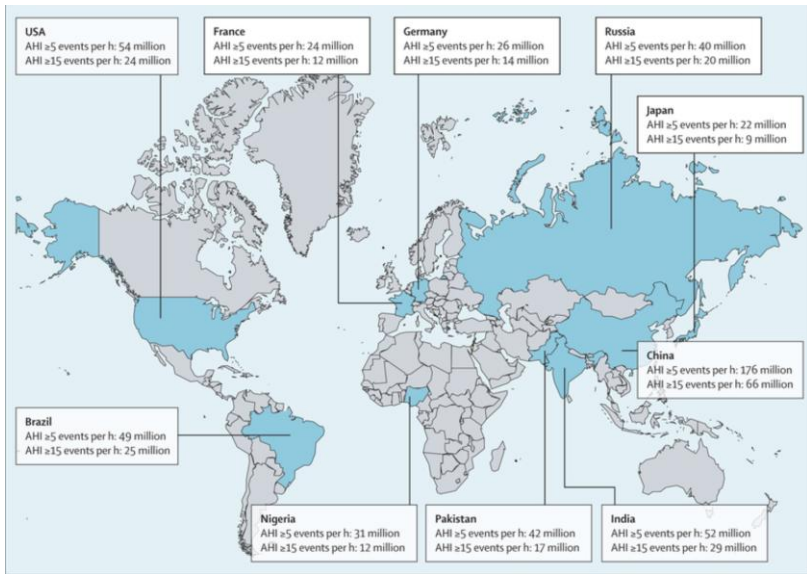 USA
AHI ≥5 events per h: 54 million
AHI ≥15 events per h: 24 million
France
AHI ≥5 events per h: 24 million
AHI ≥15 events per h: 12 million
Germany
AHI ≥5 events per h: 26 million
AHI ≥15 events per h: 14 million
Russia
AHI ≥5 events per h: 40 million
AHI ≥15 events per h: 20 million
Japan
AHI ≥5 events per h: 22 million
AHI ≥15 events per h: 9 million
China
AHI ≥5 events per h: 176 million
AHI ≥15 events per h: 66 million
Brazil
AHI ≥5 events per h: 49 million
AHI ≥15 events per h: 25 million
Nigeria
AHI ≥5 events per h: 31 million
AHI ≥15 events per h: 12 million
Pakistan
AHI ≥5 events per h: 42 million
AHI ≥15 events per h: 17 million
India
AHI ≥5 events per h: 52 million
AHI ≥15 events per h: 29 million